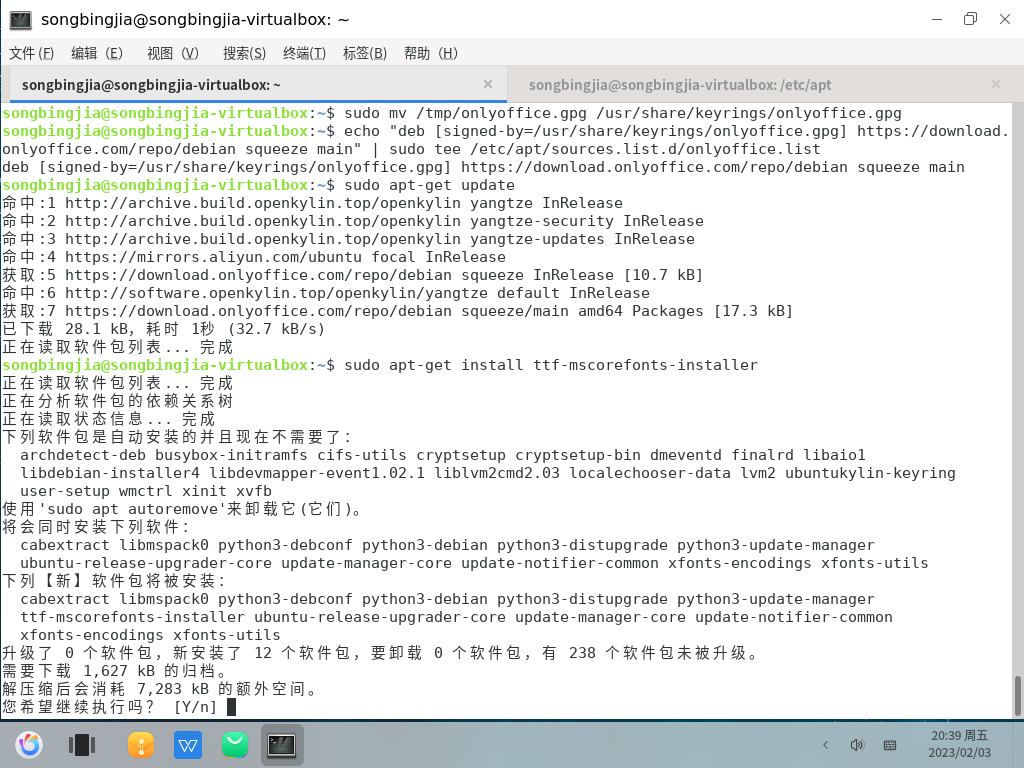 songbingjia@songbingjia-virtualbox: ~
文件(F) 编辑（E） 视图（V） 搜索(S) 终端(T) 标签(B) 帮助（H）
songbingjia@songbingjia-virtualbox: ~ songbingjia@songbingjia-virtualbox: /etc/apt
songbingjia@songbingjia-virtualbox:~$ sudo mv /tmp/onlyoffice.gpg /usr/share/keyrings/onlyoffice.gpg
songbingjia@songbingjia-virtualbox:~$ echo "deb [signed-by=/usr/share/keyrings/onlyoffice.gpg] https://download.
onlyoffice.com/repo/debian squeeze main" | sudo tee /etc/apt/sources.list.d/onlyoffice.list
deb [signed-by=/usr/share/keyrings/onlyoffice.gpg] https://download.onlyoffice.com/repo/debian squeeze main
songbingjia@songbingjia-virtualbox:~$ sudo apt-get update
命中:1 http://archive.build.openkylin.top/openkylin yangtze InRelease
命中:2 http://archive.build.openkylin.top/openkylin yangtze-security InRelease
命中:3 http://archive.build.openkylin.top/openkylin yangtze-updates InRelease
命中:4 https://mirrors.aliyun.com/ubuntu focal InRelease
获取:5 https://download.onlyoffice.com/repo/debian squeeze InRelease [10.7 kB]
命中:6 http://software.openkylin.top/openkylin/yangtze default InRelease
获取:7 https://download.onlyoffice.com/repo/debian squeeze/main amd64 Packages [17.3 kB]
已下载 28.1 kB，耗时 1秒 (32.7 kB/s)
正在读取软件包列表... 完成
songbingjia@songbingjia-virtualbox:~$ sudo apt-get install ttf-mscorefonts-installer
正在读取软件包列表... 完成
正在分析软件包的依赖关系树
正在读取状态信息... 完成
下列软件包是自动安装的并且现在不需要了：
archdetect-deb busybox-initramfs cifs-utils cryptsetup cryptsetup-bin dmeventd finalrd libaio1
libdebian-installer4 libdevmapper-event1.02.1 liblvm2cmd2.03 localechooser-data lvm2 ubuntukylin-keyring
user-setup wmctrl xinit xvfb
使用'sudo apt autoremove'来卸载它(它们)。
将会同时安装下列软件：
cabextract libmspack0 python3-debconf python3-debian python3-distupgrade python3-update-manager
ubuntu-release-upgrader-core update-manager-core update-notifier-common xfonts-encodings xfonts-utils
下列【新】软件包将被安装：
cabextract libmspack0 python3-debconf python3-debian python3-distupgrade python3-update-manager
ttf-mscorefonts-installer ubuntu-release-upgrader-core update-manager-core update-notifier-common
xfonts-encodings xfonts-utils
升级了 0 个软件包，新安装了 12 个软件包，要卸载 0 个软件包，有 238 个软件包未被升级。
需要下载 1,627 kB 的归档。
解压缩后会消耗 7,283 kB 的额外空间。
您希望继续执行吗？ [Y/n]
20:39 周五
2023/02/03